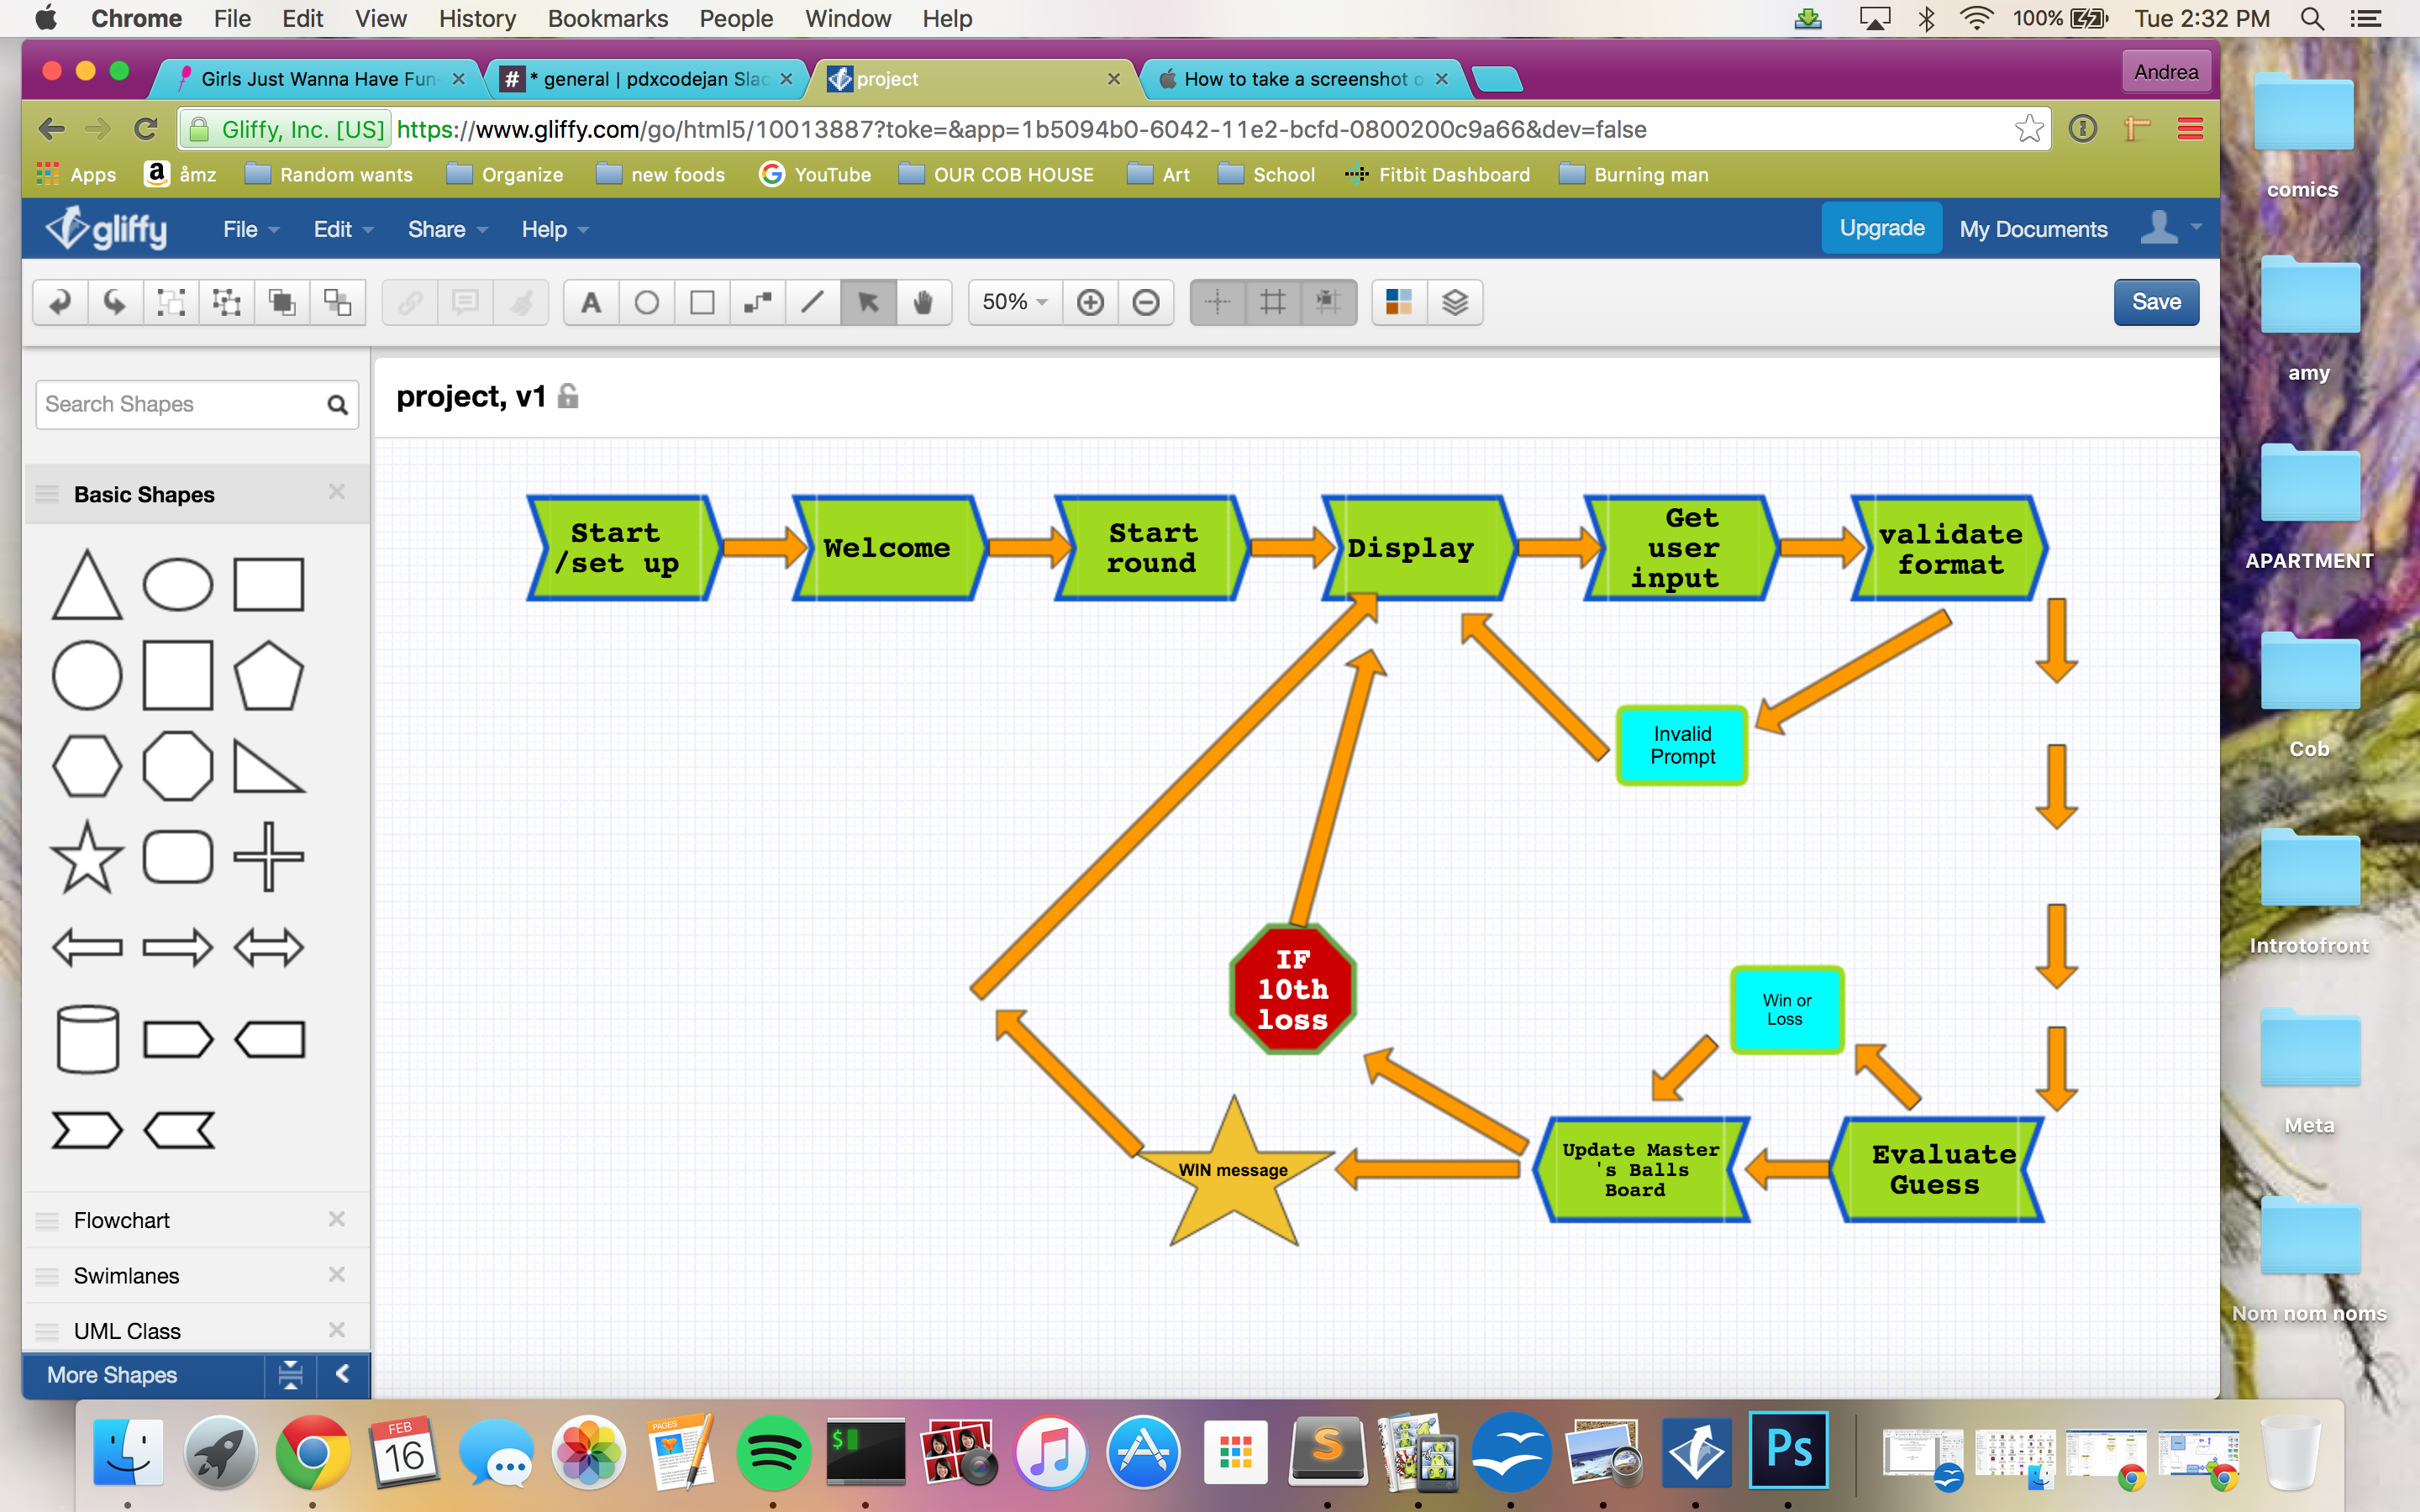 Chrome File Edit View History Bookmarks People Window Help 100% Tue 2:32 PM
Girls Just Wanna Have Fun # * general | pdxcodejan Slac project How to take a screenshot o Andrea
Gliffy, Inc. [US] https://www.gliffy.com/go/html5/10013887?toke=&app=1b5094b0-6042-11e2-bcfd-0800200c9a66&dev=false
Apps a åmz Random wants Organize new foods G YouTube OUR COB HOUSE Art School Fitbit Dashboard Burning man
gliffy File Edit Share Help Upgrade My Documents
A 50% Save
Search Shapes
project, v1
Basic Shapes
Flowchart
Swimlanes
UML Class
More Shapes
Start
/set up
Welcome
Start
round
Display
Get
user
input
validate
format
Invalid
Prompt
IF
10th
loss
Win or
Loss
WIN message
Update Master
's Balls
Board
Evaluate
Guess
comics
amy
APARTMENT
Cob
Introtofront
Meta
Nom nom noms
FEB
16
PAGES
$
S
Ps